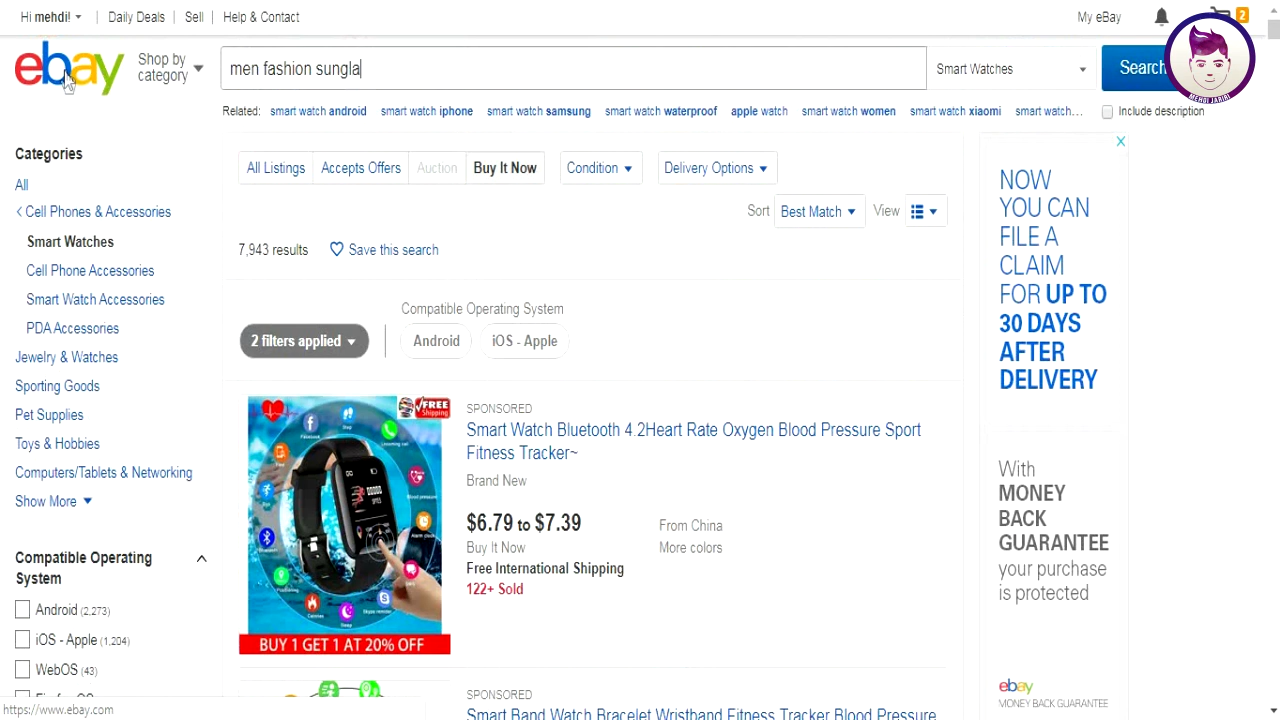 Hi mehdi!
Daily Deals
Sell
Help & Contact
My eBay
2
ebay
Shop by
category
men fashion sungla
Smart Watches
Search
MEHDI JABIRI
Related:
smart watch android
smart watch iphone
smart watch samsung
smart watch waterproof
apple watch
smart watch women
smart watch xiaomi
smart watch...
Include description
Categories
All
Cell Phones & Accessories
Smart Watches
Cell Phone Accessories
Smart Watch Accessories
PDA Accessories
Jewelry & Watches
Sporting Goods
Pet Supplies
Toys & Hobbies
Computers/Tablets & Networking
Show More
Compatible Operating
System
Android (2,273)
iOS - Apple (1,204)
WebOS (43)
https://www.ebay.com
All Listings
Accepts Offers
Auction
Buy It Now
Condition
Delivery Options
Sort
Best Match
View
7,943 results
Save this search
Compatible Operating System
2 filters applied
Android
iOS - Apple
FREE
Shipping
Facebook
Step
Incoming call
Blood pressure
Alarm clock
BUY 1 GET 1 AT 20% OFF
SPONSORED
Smart Watch Bluetooth 4.2Heart Rate Oxygen Blood Pressure Sport
Fitness Tracker~
Brand New
$6.79 to $7.39
From China
Buy It Now
More colors
Free International Shipping
122+ Sold
SPONSORED
Smart Band Watch Bracelet Wristband Fitness Tracker Blood Pressure
X
NOW
YOU CAN
FILE A
CLAIM
FOR UP TO
30 DAYS
AFTER
DELIVERY
With
MONEY
BACK
GUARANTEE
your purchase
is protected
ebay
MONEY BACK GUARANTEE